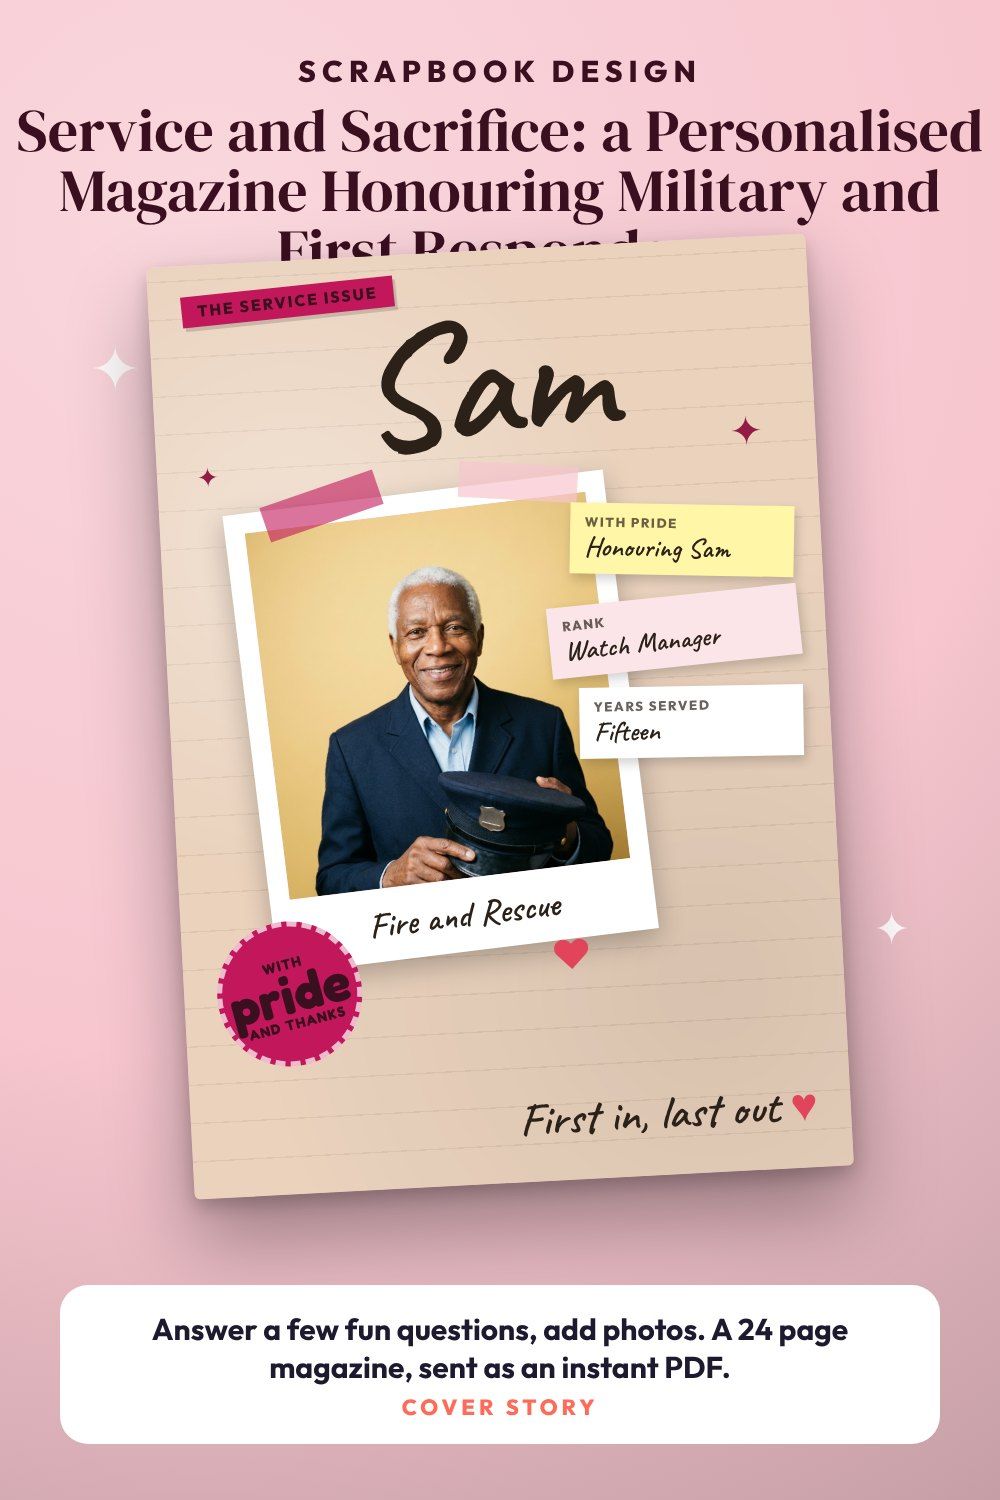 SCRAPBOOK DESIGN
Service and Sacrifice: a Personalised
Magazine Honouring Military and
First
THE SERVICE ISSUE
Sam
WITH PRIDE
Honouring Sam
RANK
Watch Manager
YEARS SERVED
Fifteen
Fire and Rescue
WITH
pride
AND THANKS
First in, last out
Answer a few fun questions, add photos. A 24 page
magazine, sent as an instant PDF.
COVER STORY